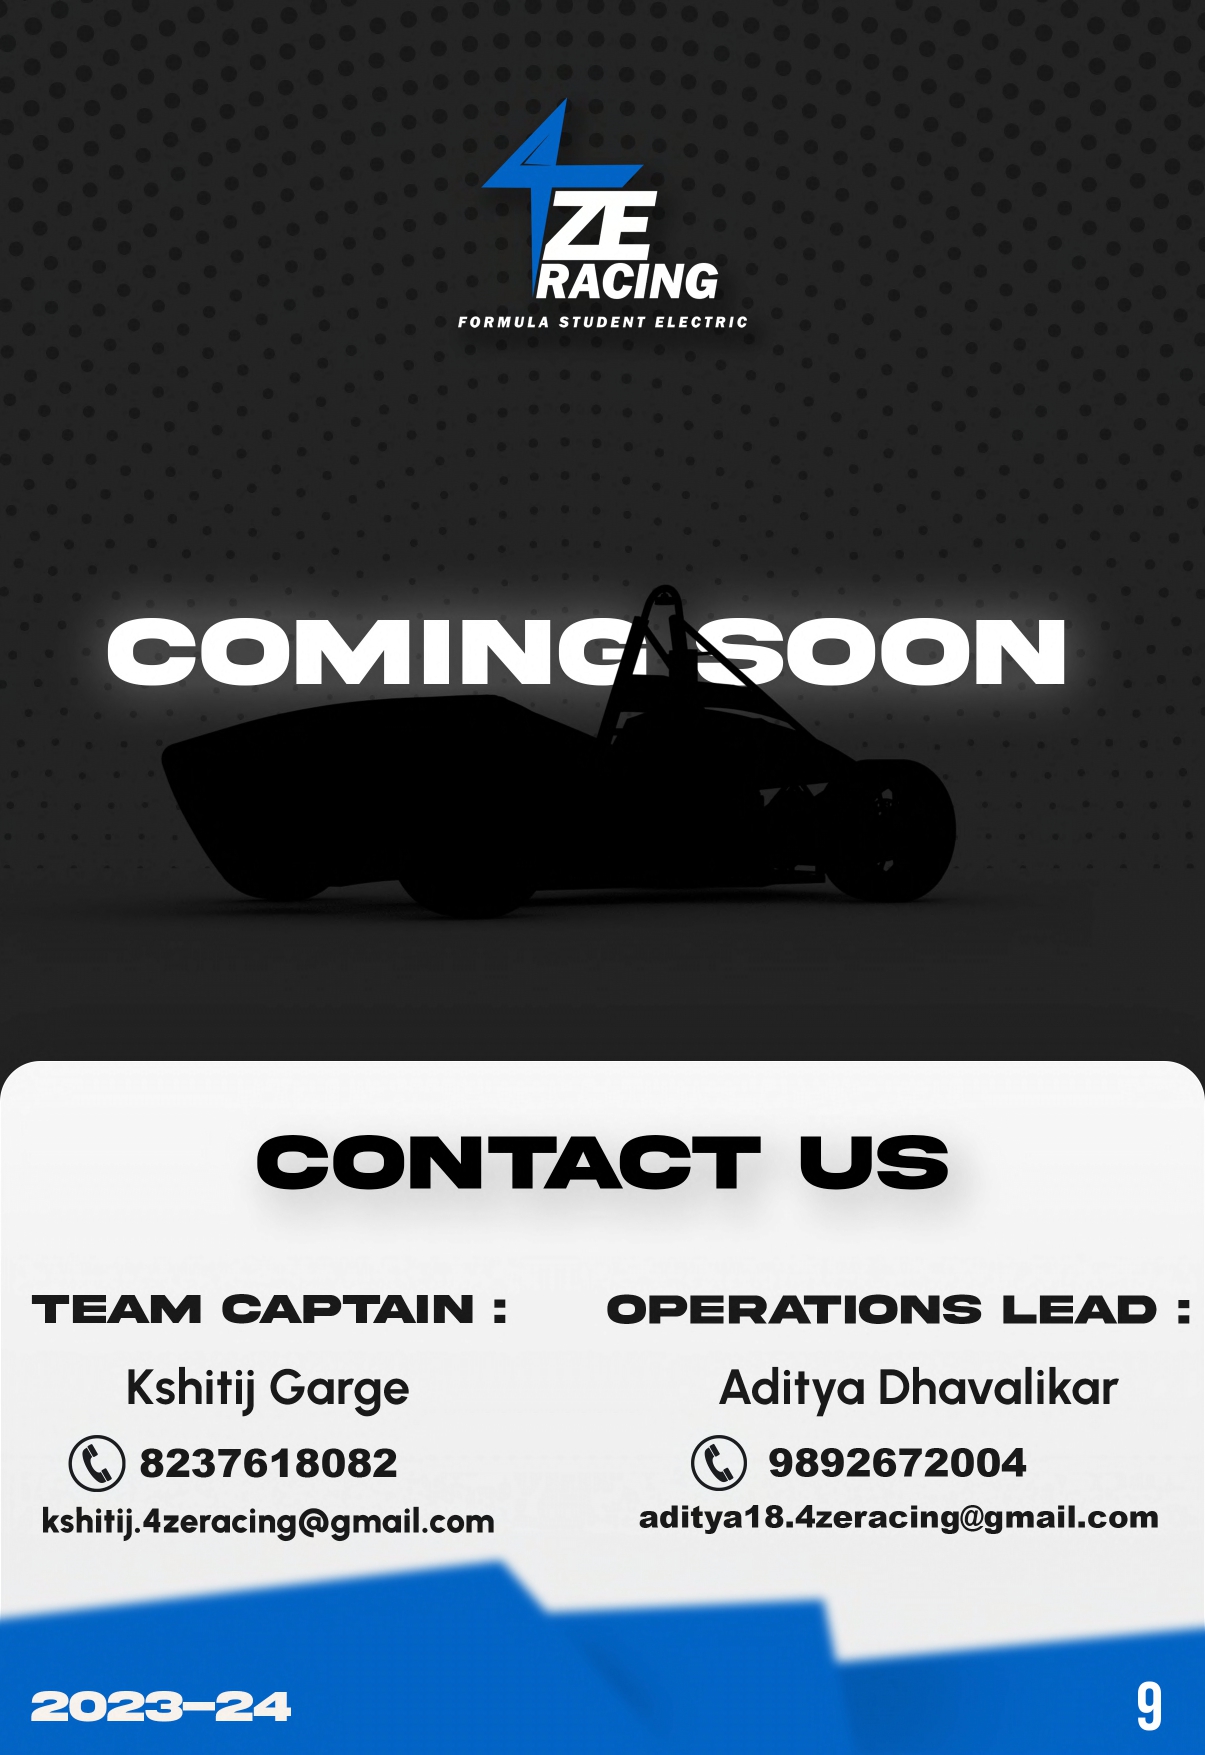 4ZE
RACING
FORMULA STUDENT ELECTRIC
COMING SOON
CONTACT US
TEAM CAPTAIN :
Kshitij Garge
8237618082
kshitij.4zeracing@gmail.com
OPERATIONS LEAD :
Aditya Dhavalikar
9892672004
aditya18.4zeracing@gmail.com
2023-24
9